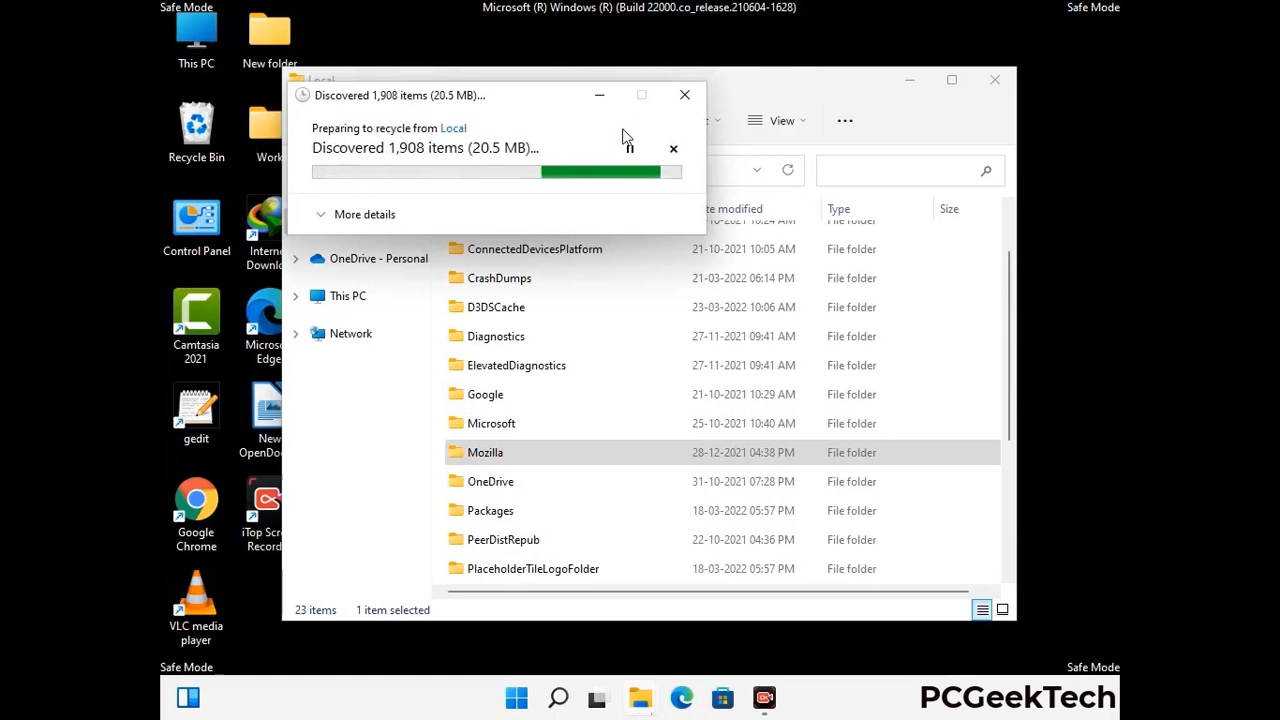 Safe Mode
Microsoft (R) Windows (R) (Build 22000.co_release.210604-1628)
Safe Mode
This PC
New folder
Recycle Bin
Work
Control Panel
Intern
Downlo
Camtasia
2021
Micros
Edge
gedit
New
OpenDo
Google
Chrome
iTop Scr
Record
VLC media
player
Local
Discovered 1,908 items (20.5 MB)...
Preparing to recycle from Local
Discovered 1,908 items (20.5 MB)...
More details
View
te modified
Type
Size
OneDrive - Personal
This PC
Network
File folder
ConnectedDevicesPlatform 21-10-2021 10:05 AM File folder
CrashDumps 21-03-2022 06:14 PM File folder
D3DSCache 23-03-2022 10:06 AM File folder
Diagnostics 27-11-2021 09:41 AM File folder
ElevatedDiagnostics 27-11-2021 09:41 AM File folder
Google 21-10-2021 10:29 AM File folder
Microsoft 25-10-2021 10:40 AM File folder
Mozilla 28-12-2021 04:38 PM File folder
OneDrive 31-10-2021 07:28 PM File folder
Packages 18-03-2022 05:57 PM File folder
PeerDistRepub 22-10-2021 04:36 PM File folder
PlaceholderTileLogoFolder 18-03-2022 05:57 PM File folder
23 items
1 item selected
Safe Mode
Safe Mode
PCGeekTech